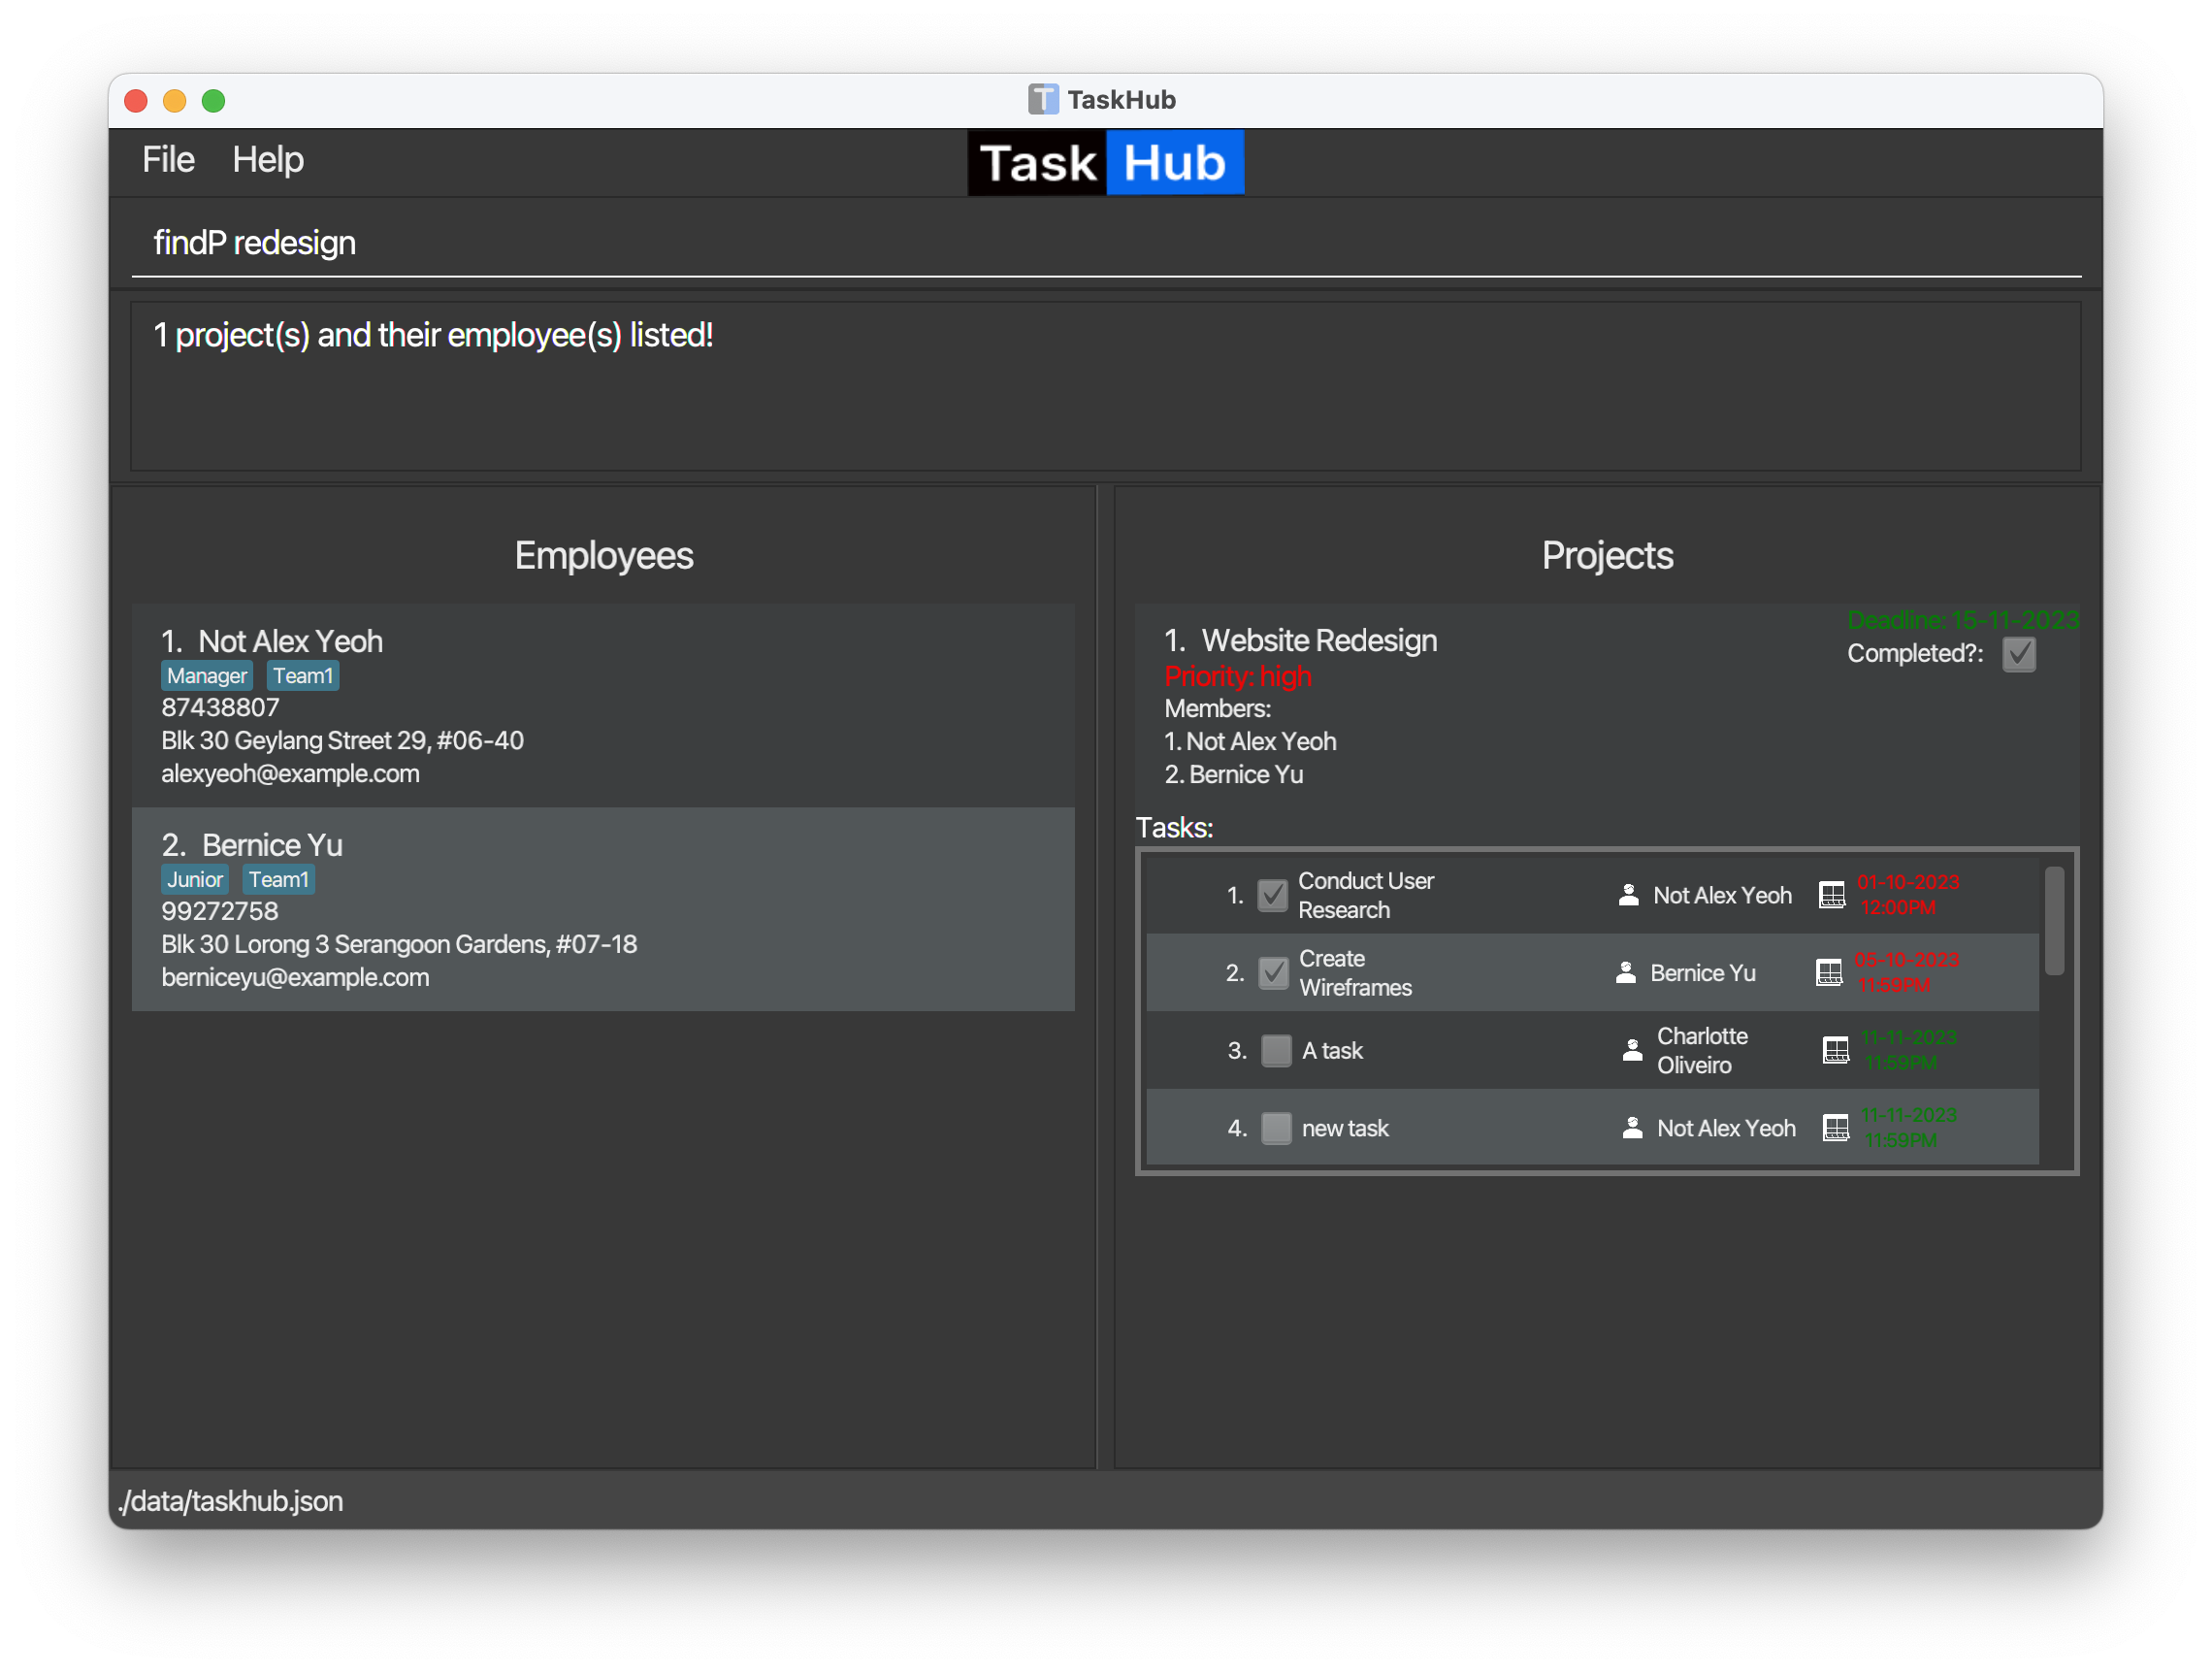 TaskHub
File Help
Task Hub
findP redesign
1 project(s) and their employee(s) listed!
Employees
1. Not Alex Yeoh
Manager Team1
87438807
Blk 30 Geylang Street 29, #06-40
alexyeoh@example.com
2. Bernice Yu
Junior Team1
99272758
Blk 30 Lorong 3 Serangoon Gardens, #07-18
berniceyu@example.com
Projects
Deadline: 15-11-2023
1. Website Redesign
Completed?:
Priority: high
Members:
1. Not Alex Yeoh
2. Bernice Yu
Tasks:
1. Conduct User
Research
Not Alex Yeoh
01-10-2023
12:00PM
2. Create
Wireframes
Bernice Yu
05-10-2023
11:59PM
3. A task
Charlotte
Oliveiro
11-11-2023
11:59PM
4. new task
Not Alex Yeoh
11-11-2023
11:59PM
./data/taskhub.json